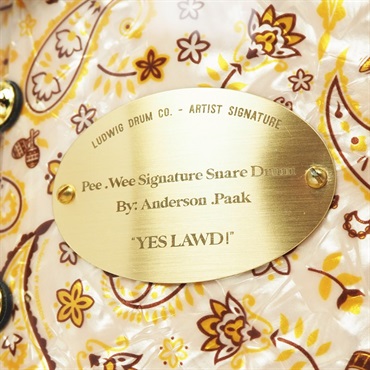 LUDWIG DRUM CO. - ARTIST SIGNATURE
Pee .Wee Signature Snare Drum
By: Anderson .Paak
"YES LAWD!"